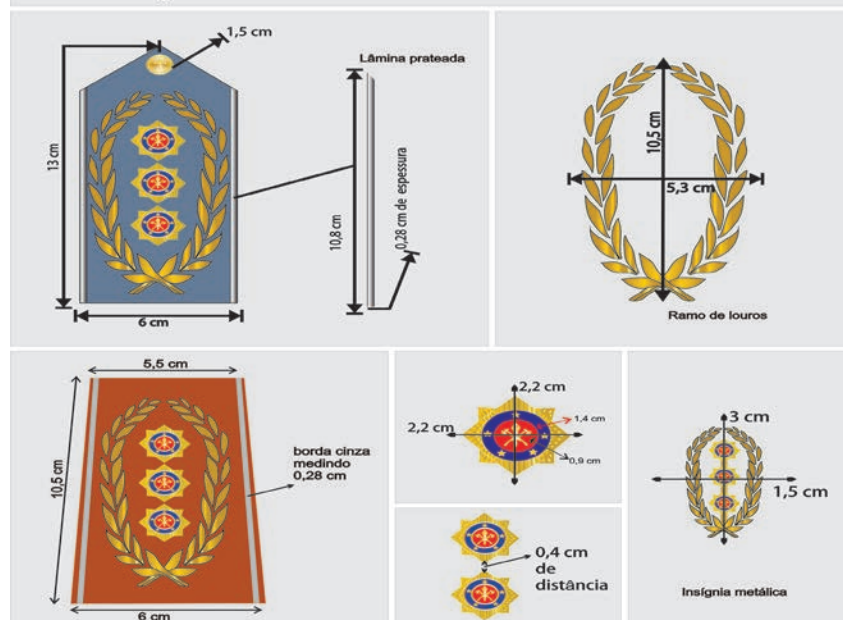 1,5 cm
13 cm
6 cm
Lâmina prateada
10,8 cm
0,28 cm de espessura
10,5 cm
5,3 cm
Ramo de louros
5,5 cm
10,5 cm
borda cinza
medindo
0,28 cm
6 cm
2,2 cm
2,2 cm
1,4 cm
0,9 cm
0,4 cm
de
distância
3 cm
1,5 cm
Insígnia metálica